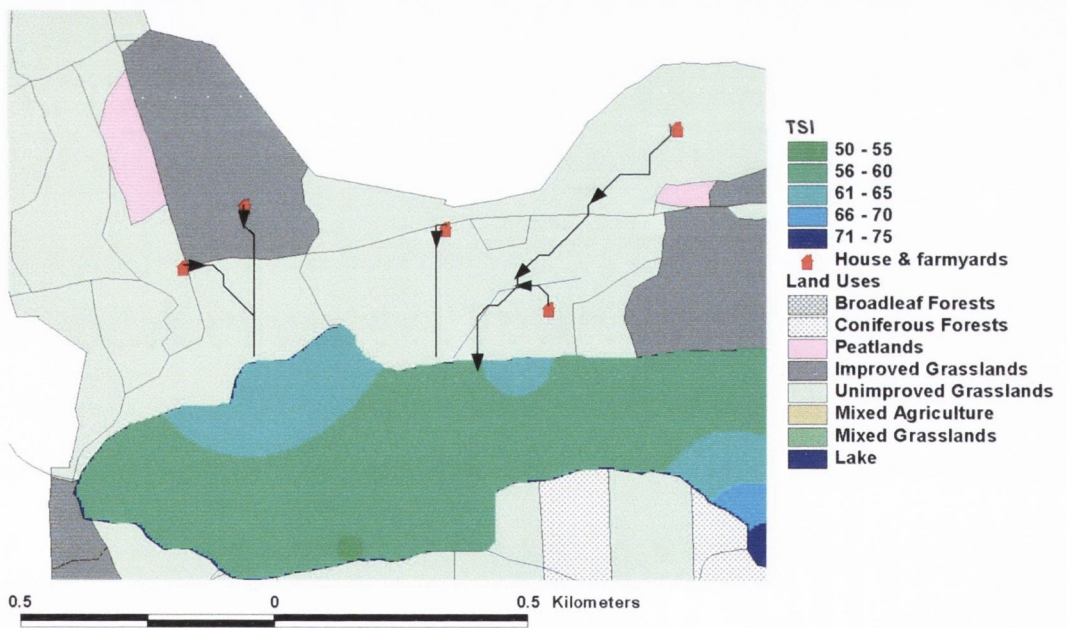 TSI
50 - 55
56 - 60
61 - 65
66 - 70
71 - 75
House & farmyards
Land Uses
Broadleaf Forests
Coniferous Forests
Peatlands
Improved Grasslands
Unimproved Grasslands
Mixed Agriculture
Mixed Grasslands
Lake
0.5 0 0.5 Kilometers